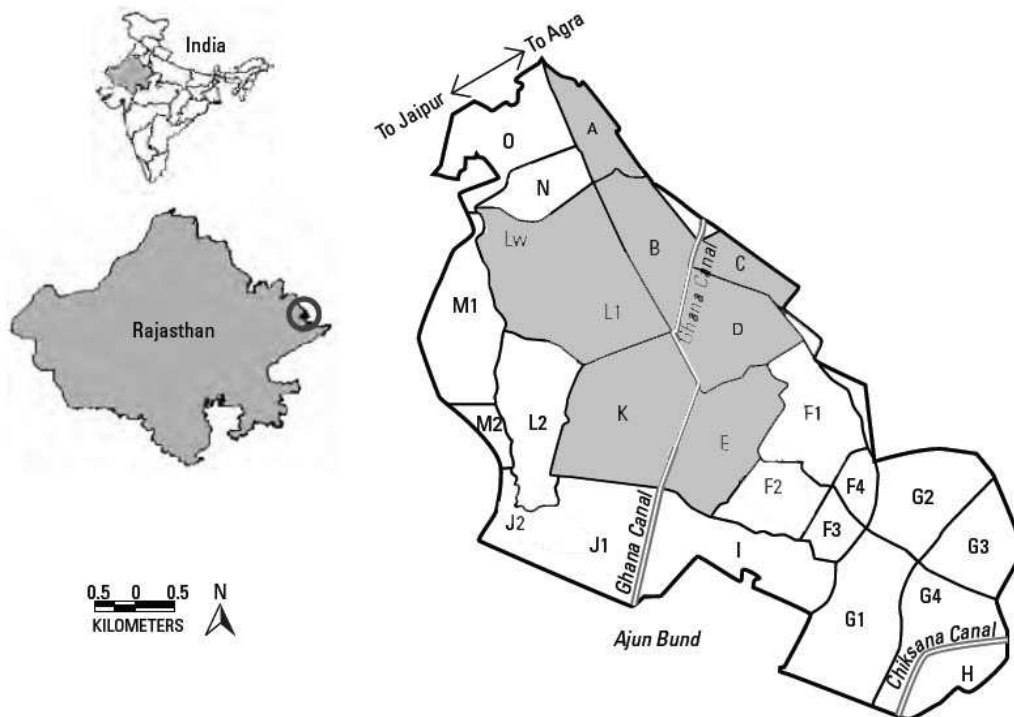 India
To Agra
To Jaipur
A
O
N
Lw
B
Ghana Canal
C
M1
L1
D
Rajasthan
K
F1
M2
L2
E
F2
F4
G2
J2
J1
Ghana Canal
F3
I
G3
G4
G1
0.5 0 0.5
KILOMETERS
N
Ajun Bund
Chiksana Canal
H